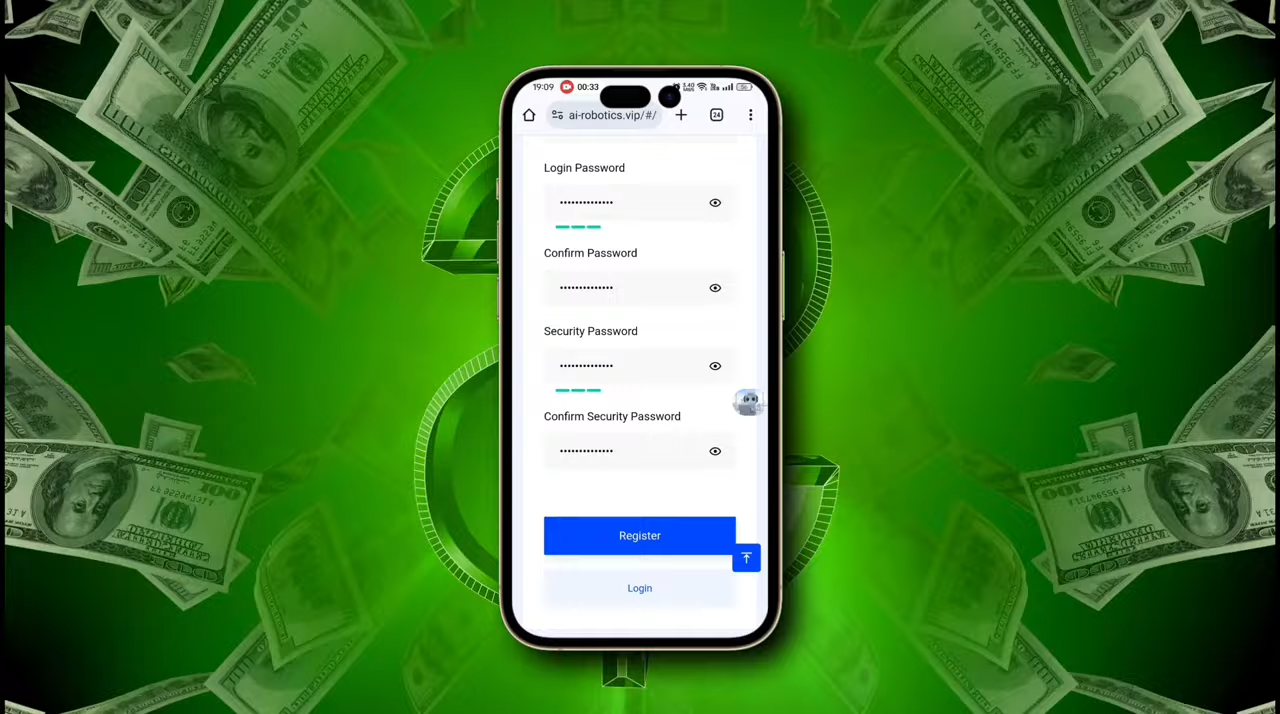 19:09 00:33
ai-robotics.vip/#/ 24
Login Password
••••••••••••••
Confirm Password
••••••••••••••
Security Password
••••••••••••••
Confirm Security Password
••••••••••••••
Register
Login